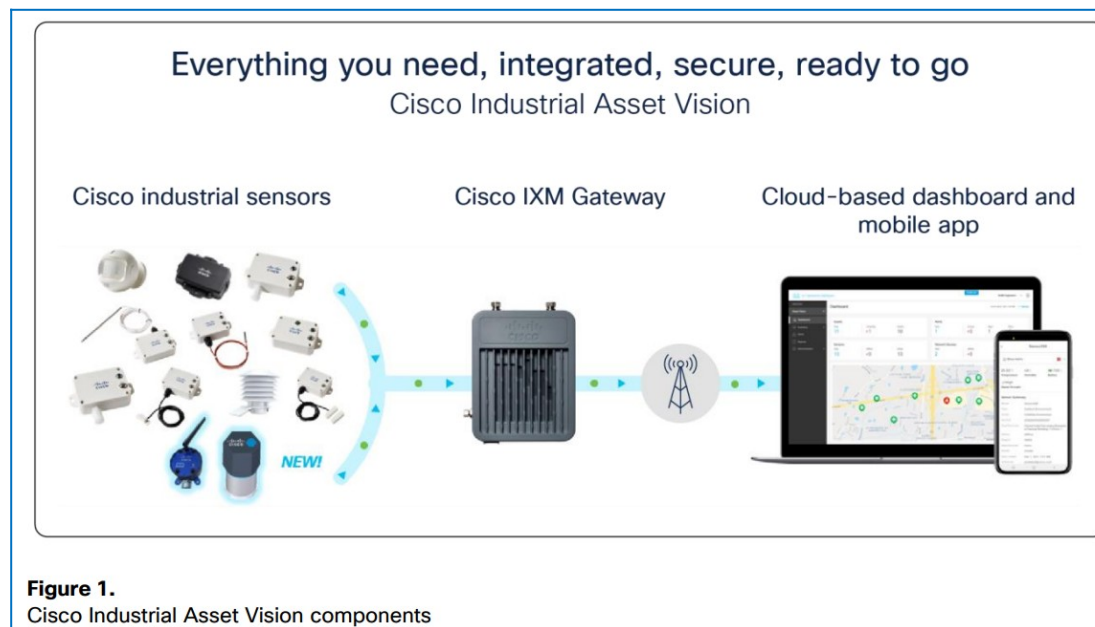 Everything you need, integrated, secure, ready to go
Cisco Industrial Asset Vision
Cisco industrial sensors
Cisco IXM Gateway
Cloud-based dashboard and
mobile app
CISCO
Dashboard
NEW!
Figure 1.
Cisco Industrial Asset Vision components